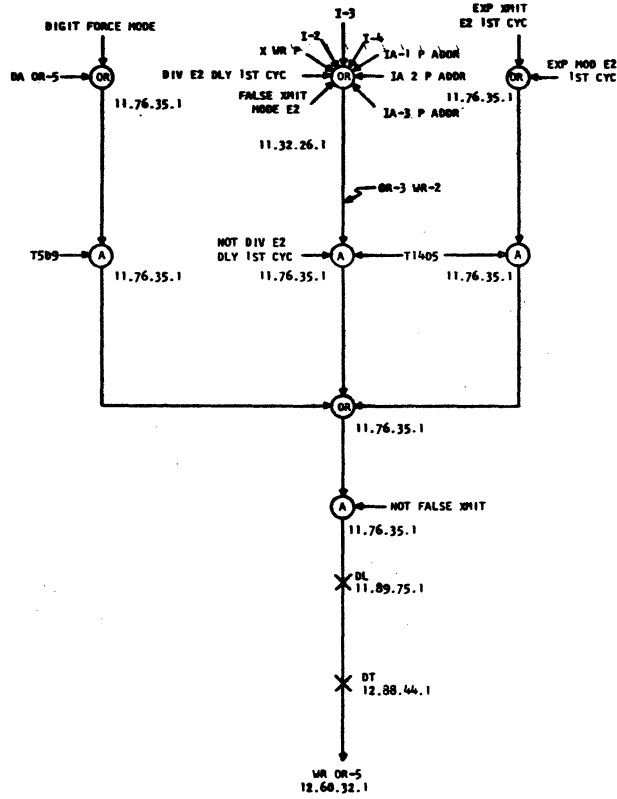 DIGIT FORCE MODE
DA OR-5
OR
11.76.35.1
I-3
I-2
I-4
X WR P
IA-1 P ADDR
DIV E2 DLY 1ST CYC
OR
IA 2 P ADDR
FALSE XMIT
MODE E2
IA-3 P ADDR
11.32.26.1
EXP XMIT
E2 1ST CYC
OR
EXP MOD E2
1ST CYC
11.76.35.1
OR-3 WR-2
T5D9
A
11.76.35.1
NOT DIV E2
DLY 1ST CYC
A
T14D5
A
11.76.35.1
11.76.35.1
OR
11.76.35.1
A
NOT FALSE XMIT
11.76.35.1
DL
11.89.75.1
DT
12.88.44.1
WR OR-5
12.60.32.1